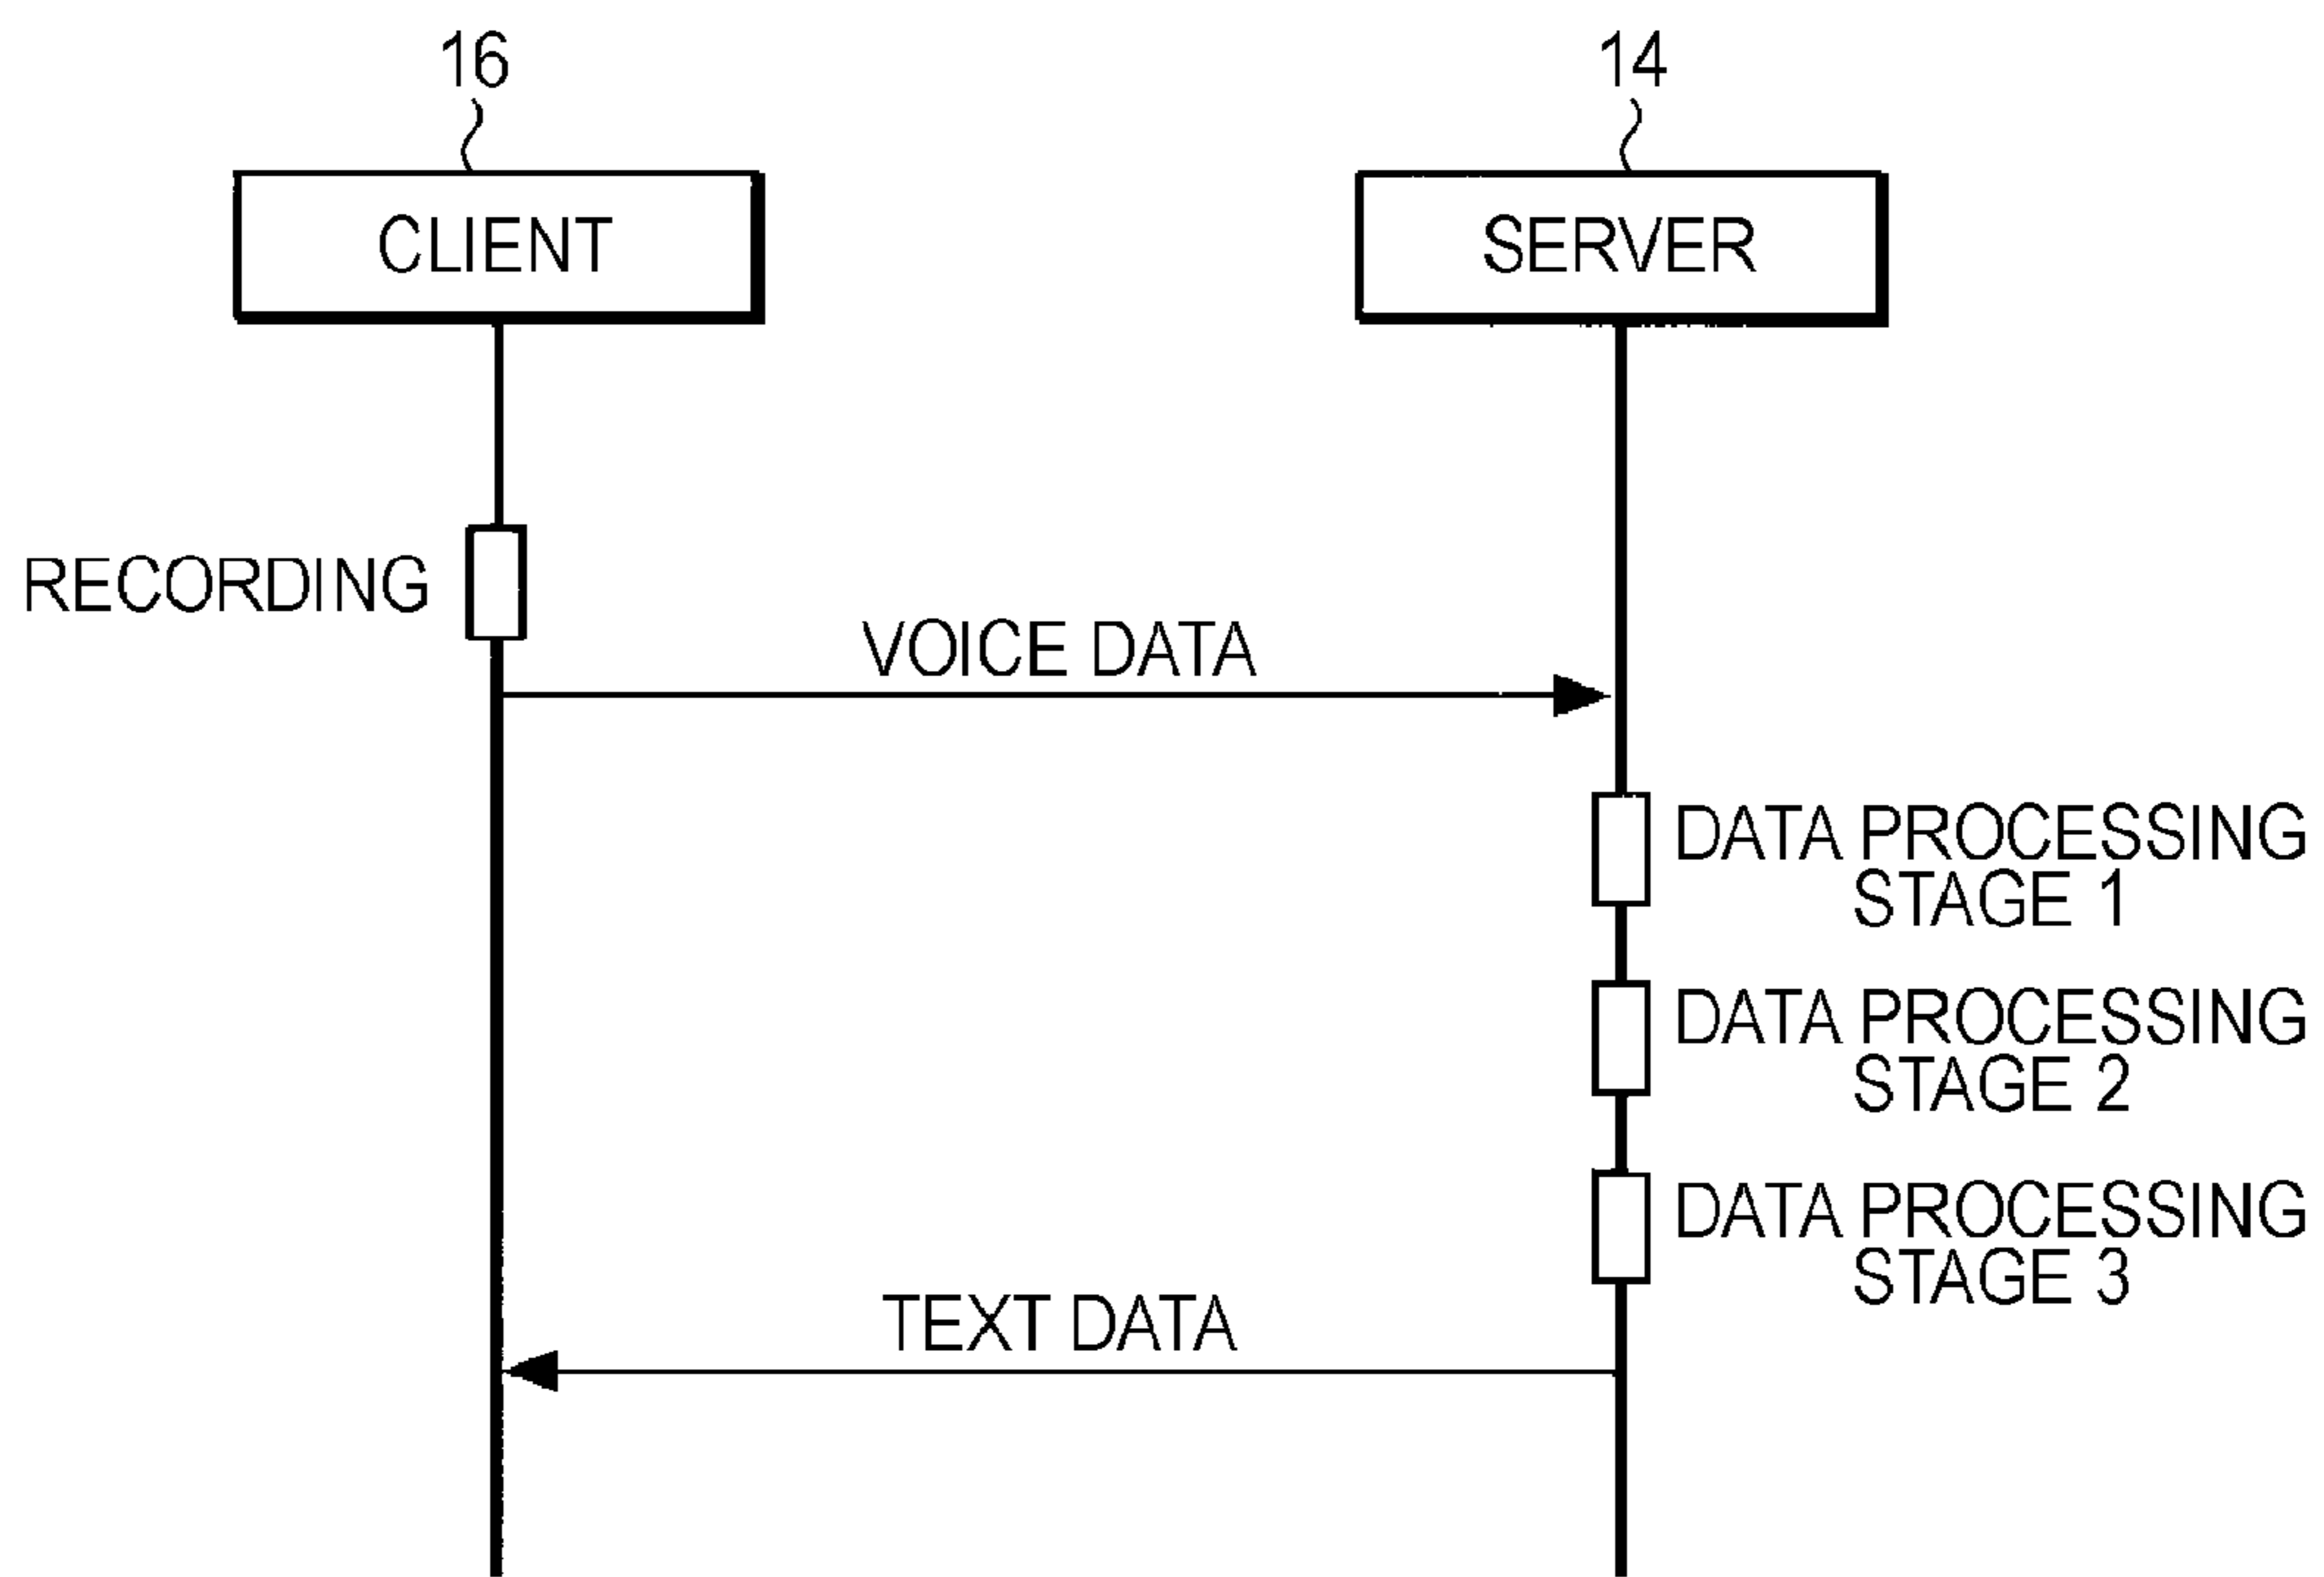 16
14
CLIENT
SERVER
RECORDING
VOICE DATA
DATA PROCESSING
STAGE 1
DATA PROCESSING
STAGE 2
DATA PROCESSING
STAGE 3
TEXT DATA